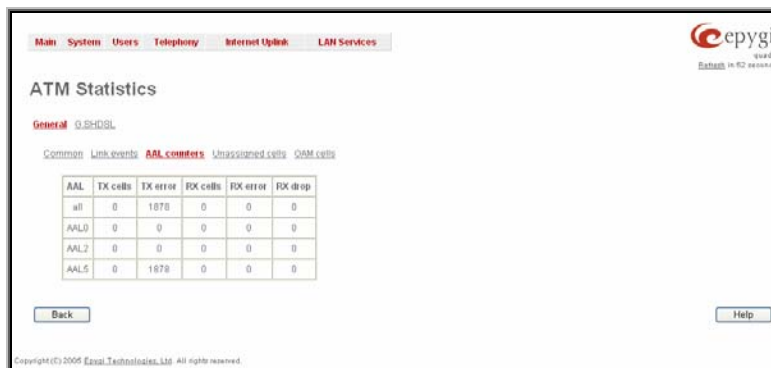 Main System Users Telephony Internet Uplink LAN Services
epygi
Refresh in 52
ATM Statistics
General G.SHDSL
Common Link events AAL counters Unassigned cells OAM cells
AAL TX cells TX error RX cells RX error RX drop
all 0 1878 0 0 0
AAL0 0 0 0 0 0
AAL2 0 0 0 0 0
AAL5 0 1878 0 0 0
Back Help
Copyright (C) 2005 Epygi Technologies, Ltd. All rights reserved.